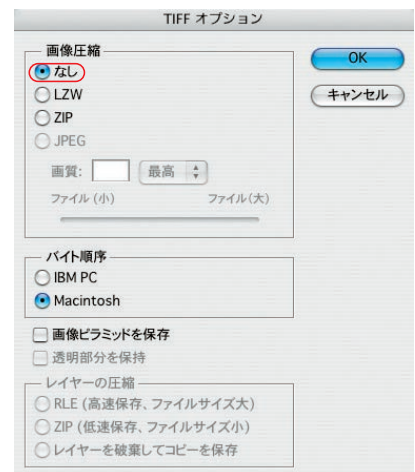 TIFF オプション
画像圧縮
なし
LZW
ZIP
JPEG
画質: 最高
ファイル (小) ファイル(大)
バイト順序
IBM PC
Macintosh
画像ピラミッドを保存
透明部分を保持
レイヤーの圧縮
RLE (高速保存、ファイルサイズ大)
ZIP (低速保存、ファイルサイズ小)
レイヤーを破棄してコピーを保存
OK
キャンセル